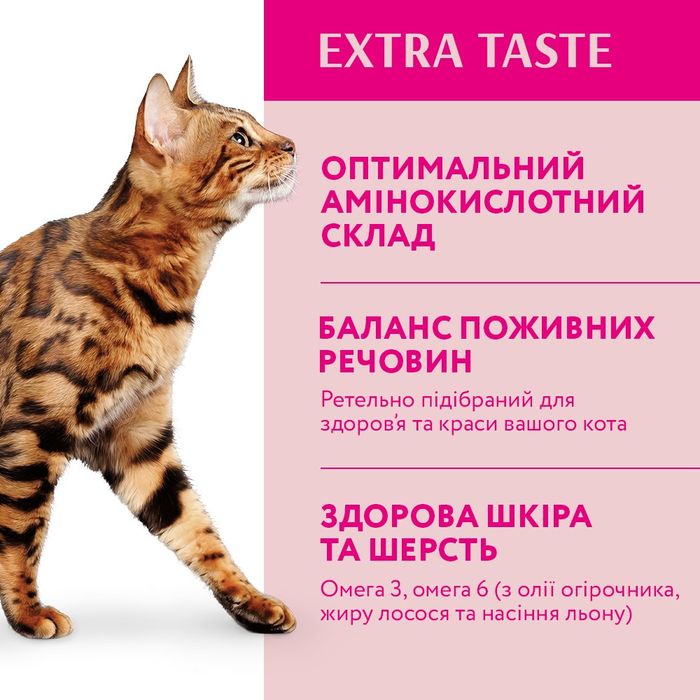 EXTRA TASTE
ОПТИМАЛЬНИЙ
АМІНОКИСЛОТНИЙ
СКЛАД
БАЛАНС ПОЖИВНИХ
РЕЧОВИН
Ретельно підібраний для
здоров'я та краси вашого кота
ЗДОРОВА ШКІРА
ТА ШЕРСТЬ
Омега 3, омега 6 (з олії огірочника,
жиру лосося та насіння льону)